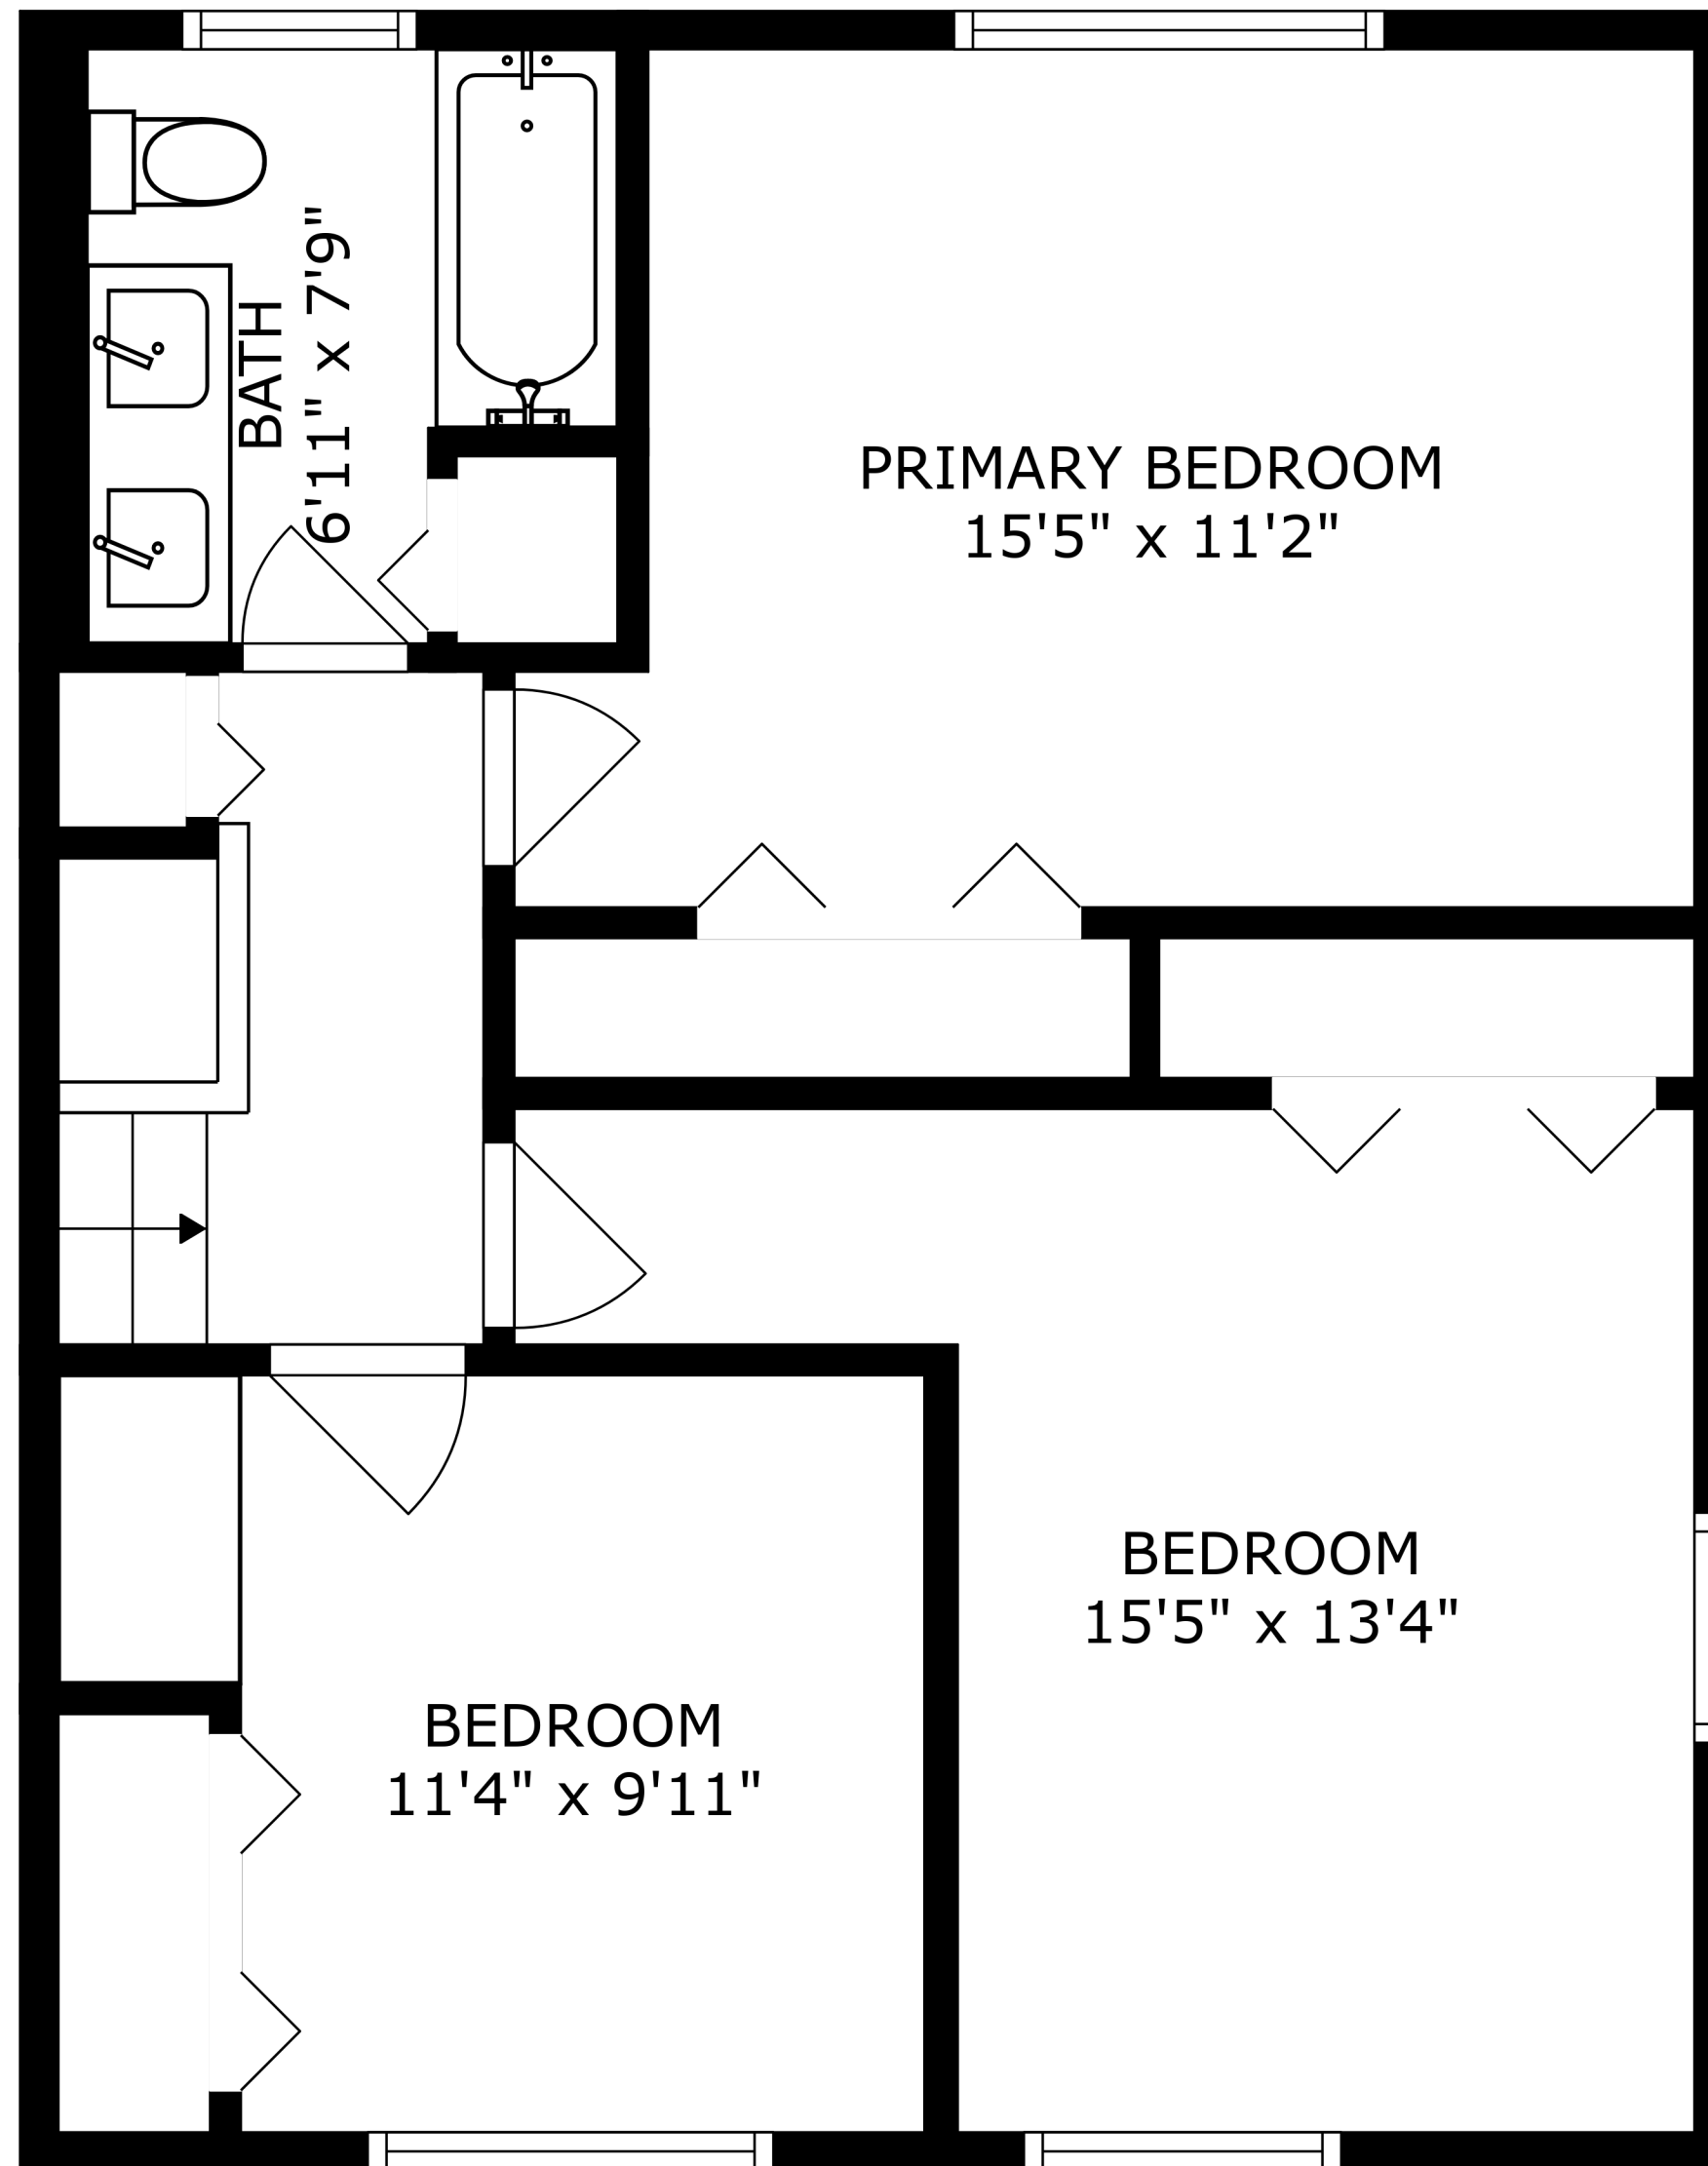 BATH
6'11" x 7'9"
PRIMARY BEDROOM
15'5" x 11'2"
BEDROOM
15'5" x 13'4"
BEDROOM
11'4" x 9'11"